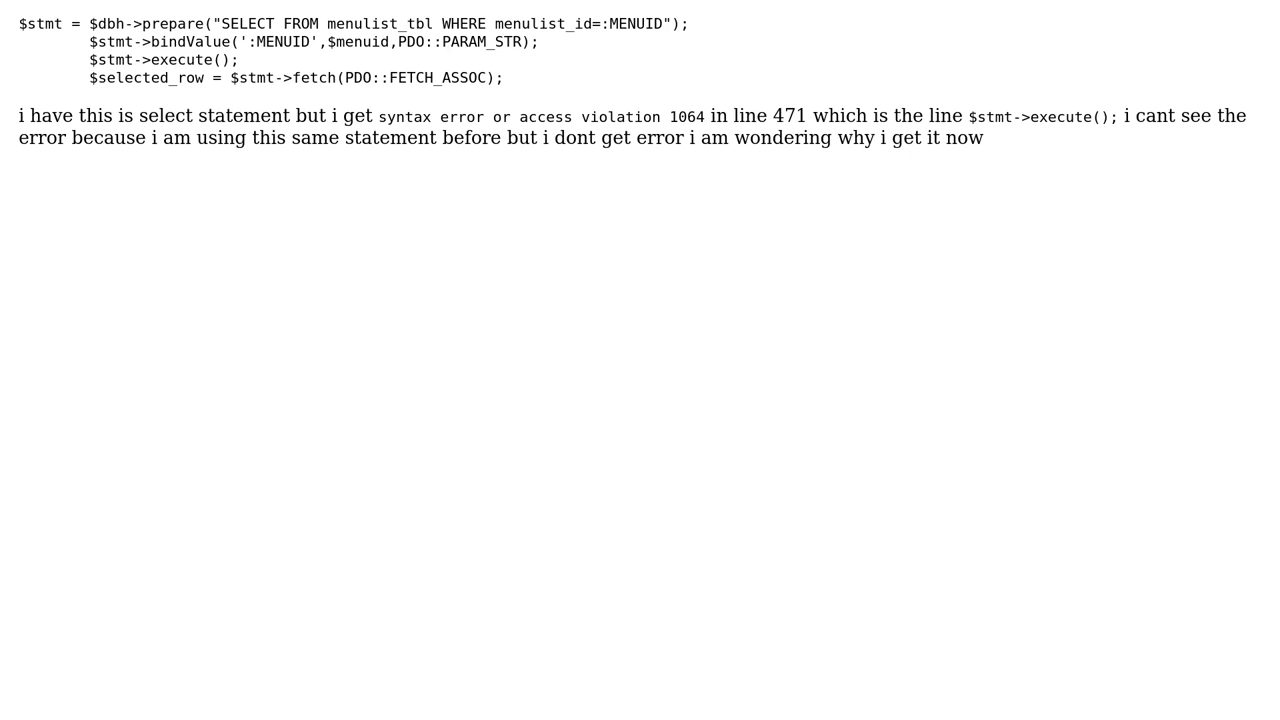 $stmt = $dbh->prepare("SELECT FROM menulist_tbl WHERE menulist_id=:MENUID");
        $stmt->bindValue(':MENUID',$menuid,PDO::PARAM_STR);
        $stmt->execute();
        $selected_row = $stmt->fetch(PDO::FETCH_ASSOC);
i have this is select statement but i get syntax error or access violation 1064 in line 471 which is the line $stmt->execute(); i cant see the
error because i am using this same statement before but i dont get error i am wondering why i get it now